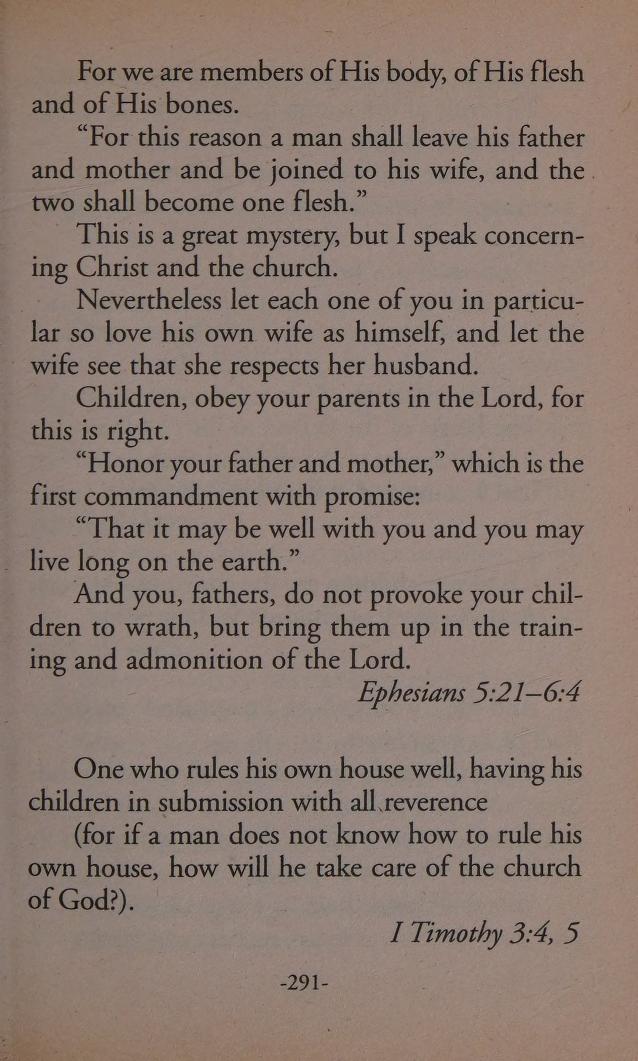 For we are members of His body, of His flesh
and of His bones.
“For this reason a man shall leave his father
and mother and be joined to his wife, and the
two shall become one flesh.”
This is a great mystery, but I speak concern-
ing Christ and the church.
Nevertheless let each one of you in particu-
lar so love his own wife as himself, and let the
wife see that she respects her husband.
Children, obey your parents in the Lord, for
this is right.
“Honor your father and mother,” which is the
first commandment with promise:
“That it may be well with you and you may
live long on the earth.”
And you, fathers, do not provoke your chil-
dren to wrath, but bring them up in the train-
ing and admonition of the Lord.
Ephesians 5:21–6:4
One who rules his own house well, having his
children in submission with all reverence
(for if a man does not know how to rule his
own house, how will he take care of the church
of God?).
I Timothy 3:4, 5
-291-